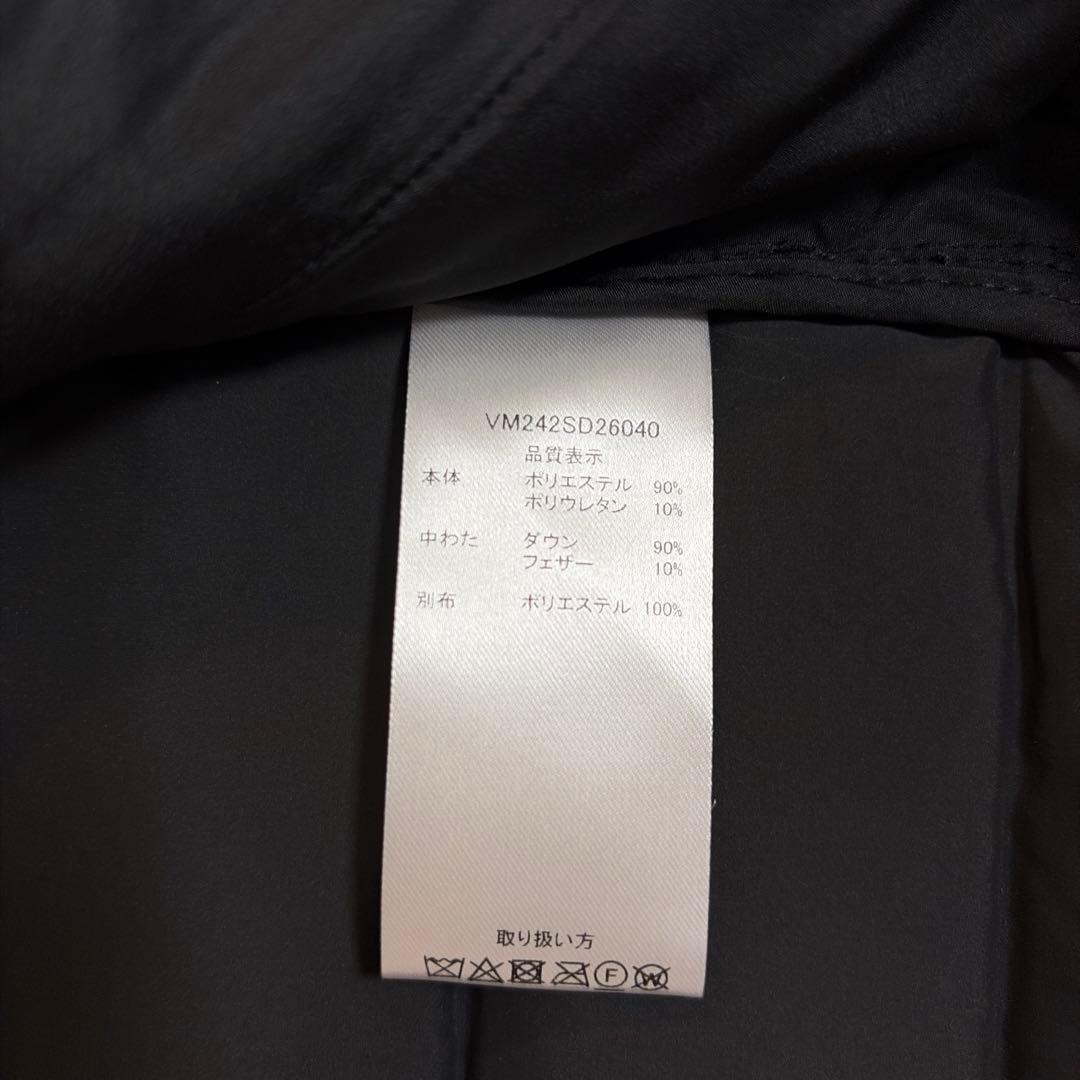 VM242SD26040
品質表示
本体 ポリエステル 90%
ポリウレタン 10%
中わた ダウン 90%
フェザー 10%
別布 ポリエステル 100%
取り扱い方
F W